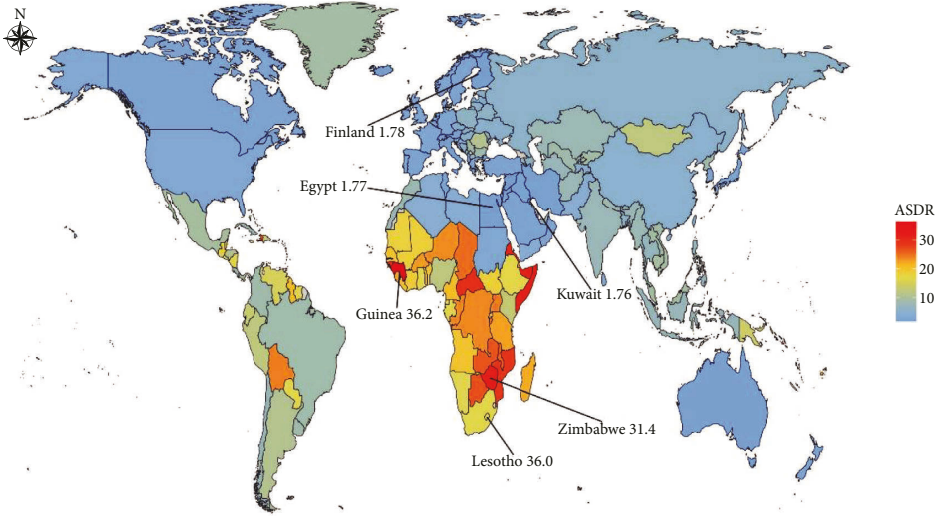 N
Finland 1.78
Egypt 1.77
Kuwait 1.76
Guinea 36.2
Zimbabwe 31.4
Lesotho 36.0
ASDR
30
20
10